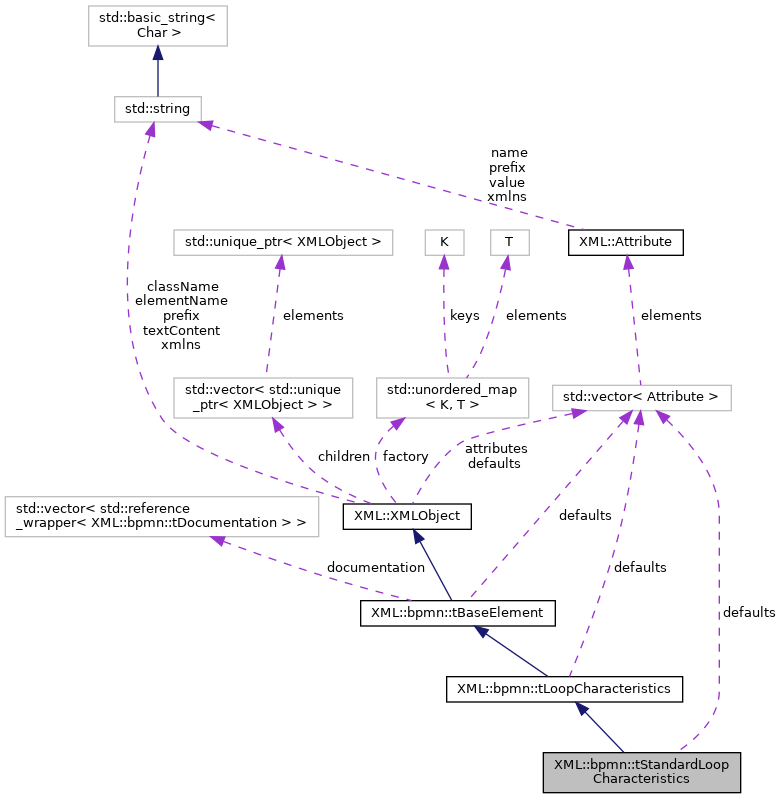 std::basic_string<
Char >
std::string
name
prefix
value
xmlns
std::unique_ptr< XMLObject >
K
T
XML::Attribute
className
elementName
prefix
textContent
xmlns
elements
keys
elements
elements
std::vector< std::unique
_ptr< XMLObject > >
std::unordered_map
< K, T >
std::vector< Attribute >
children
factory
attributes
defaults
std::vector< std::reference
_wrapper< XML::bpmn::tDocumentation > >
XML::XMLObject
defaults
documentation
defaults
XML::bpmn::tBaseElement
defaults
XML::bpmn::tLoopCharacteristics
XML::bpmn::tStandardLoop
Characteristics